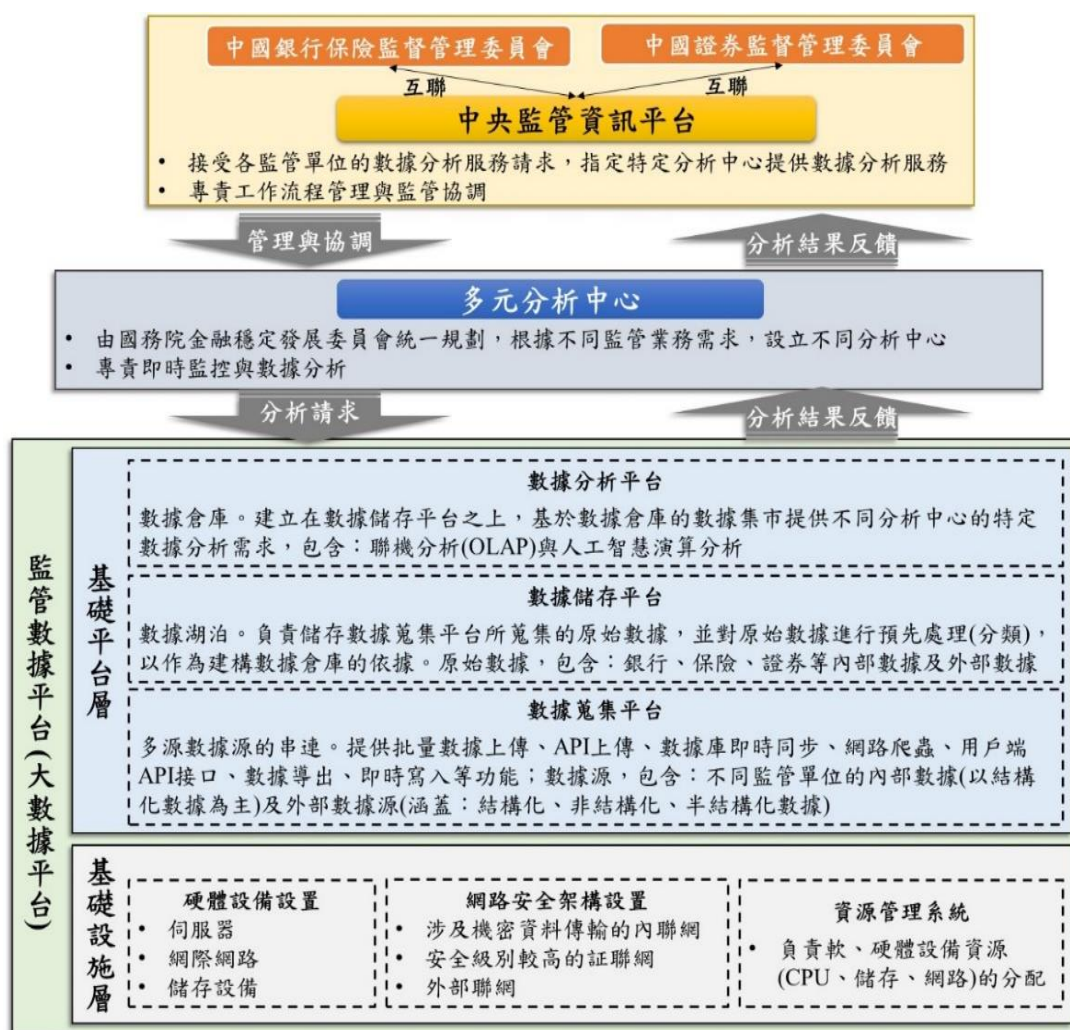 中國銀行保險監督管理委員會
中國證券監督管理委員會
互聯
互聯
中央監管資訊平台
• 接受各監管單位的數據分析服務請求，指定特定分析中心提供數據分析服務
• 專責工作流程管理與監管協調
管理與協調
分析結果反饋
多元分析中心
• 由國務院金融穩定發展委員會統一規劃，根據不同監管業務需求，設立不同分析中心
• 專責即時監控與數據分析
分析請求
分析結果反饋
監管數據平台(大數據平台)
基礎平台層
數據分析平台
數據倉庫。建立在數據儲存平台之上，基於數據倉庫的數據集市提供不同分析中心的特定
數據分析需求，包含：聯機分析(OLAP)與人工智慧演算分析
數據儲存平台
數據湖泊。負責儲存數據蒐集平台所蒐集的原始數據，並對原始數據進行預先處理(分類)，
以作為建構數據倉庫的依據。原始數據，包含：銀行、保險、證券等內部數據及外部數據
數據蒐集平台
多源數據源的串連。提供批量數據上傳、API上傳、數據庫即時同步、網路爬蟲、用戶端
API接口、數據導出、即時寫入等功能；數據源，包含：不同監管單位的內部數據(以結構
化數據為主)及外部數據源(涵蓋：結構化、非結構化、半結構化數據)
基礎設施層
硬體設備設置
• 伺服器
• 網際網路
• 儲存設備
網路安全架構設置
• 涉及機密資料傳輸的內聯網
• 安全級別較高的証聯網
• 外部聯網
資源管理系統
• 負責軟、硬體設備資源
(CPU、儲存、網路)的分配